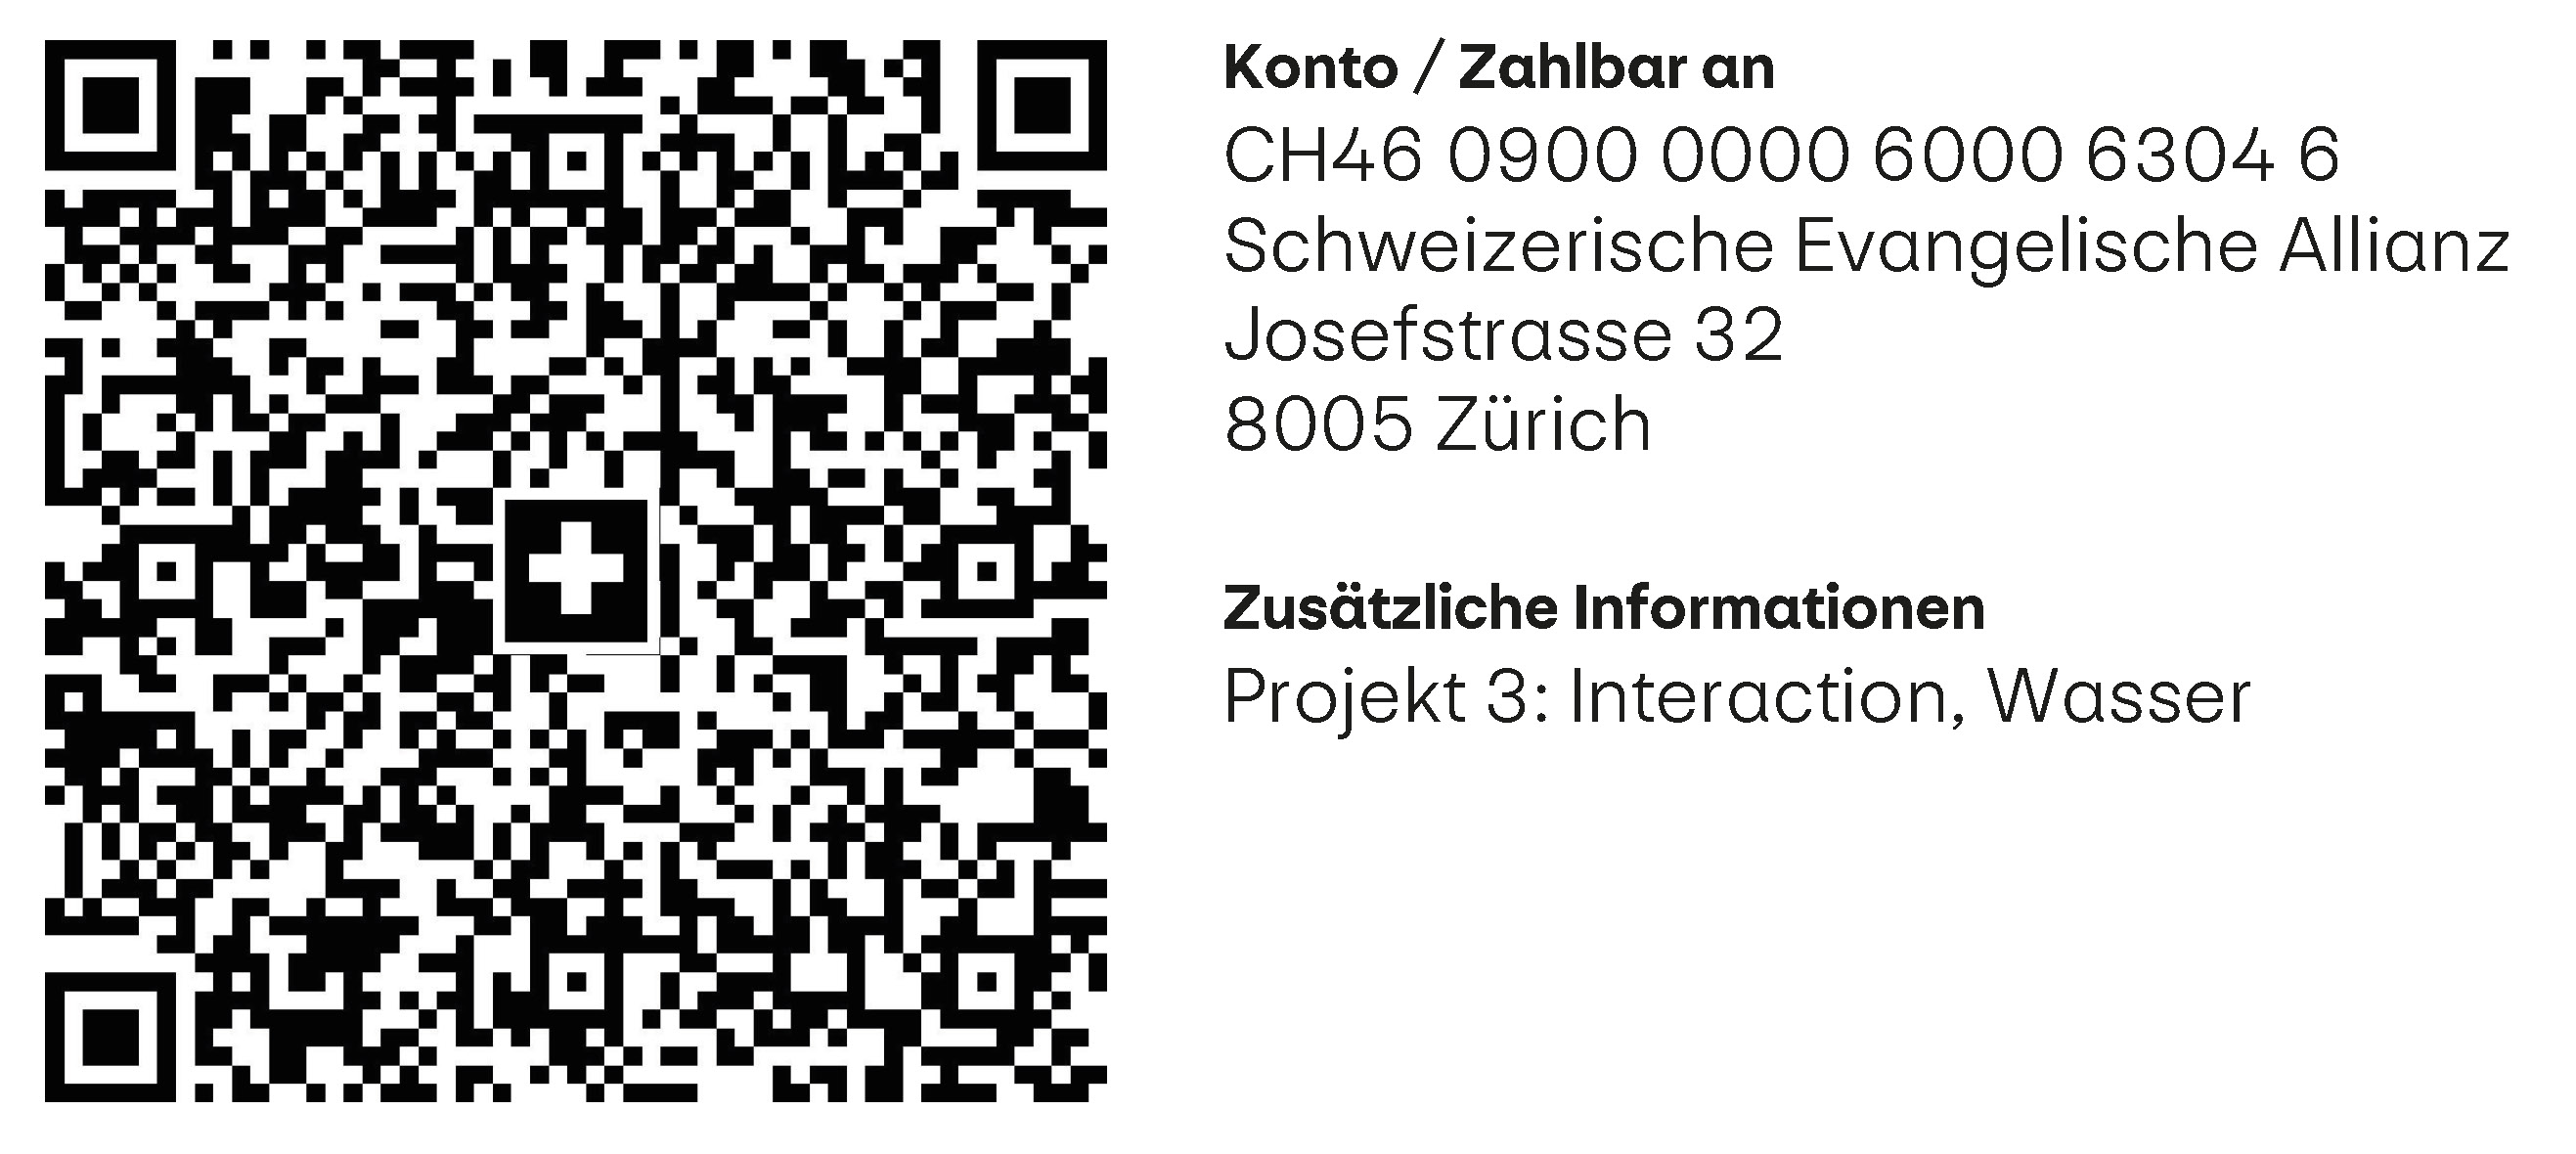 Konto / Zahlbar an
CH46 0900 0000 6000 6304 6
Schweizerische Evangelische Allianz
Josefstrasse 32
8005 Zürich
Zusätzliche Informationen
Projekt 3: Interaction, Wasser